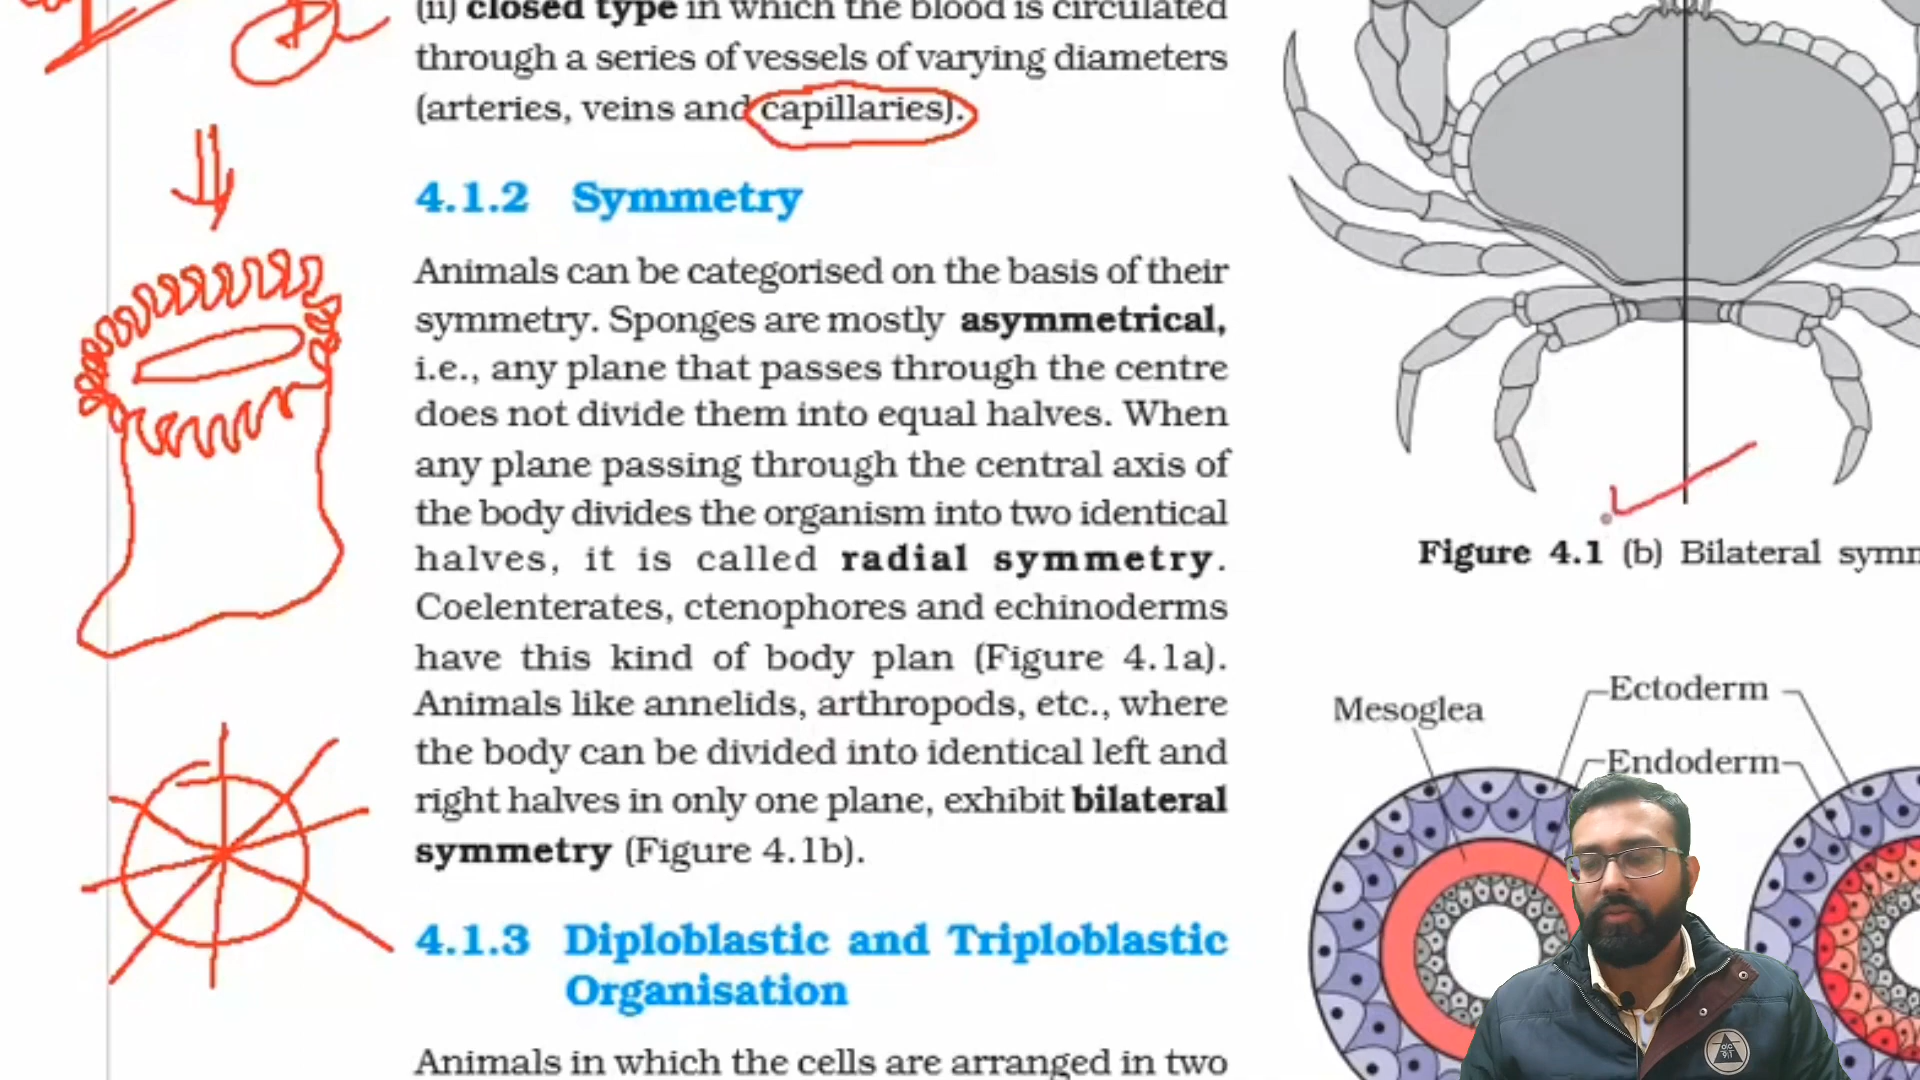 (ii) closed type in which the blood is circulated
through a series of vessels of varying diameters
(arteries, veins and capillaries).
4.1.2 Symmetry
Animals can be categorised on the basis of their
symmetry. Sponges are mostly asymmetrical,
i.e., any plane that passes through the centre
does not divide them into equal halves. When
any plane passing through the central axis of
the body divides the organism into two identical
halves, it is called radial symmetry.
Coelenterates, ctenophores and echinoderms
have this kind of body plan (Figure 4.1a).
Animals like annelids, arthropods, etc., where
the body can be divided into identical left and
right halves in only one plane, exhibit bilateral
symmetry (Figure 4.1b).
4.1.3 Diploblastic and Triploblastic
Organisation
Animals in which the cells are arranged in two
Figure 4.1 (b) Bilateral symm
Mesoglea
Ectoderm
Endoderm